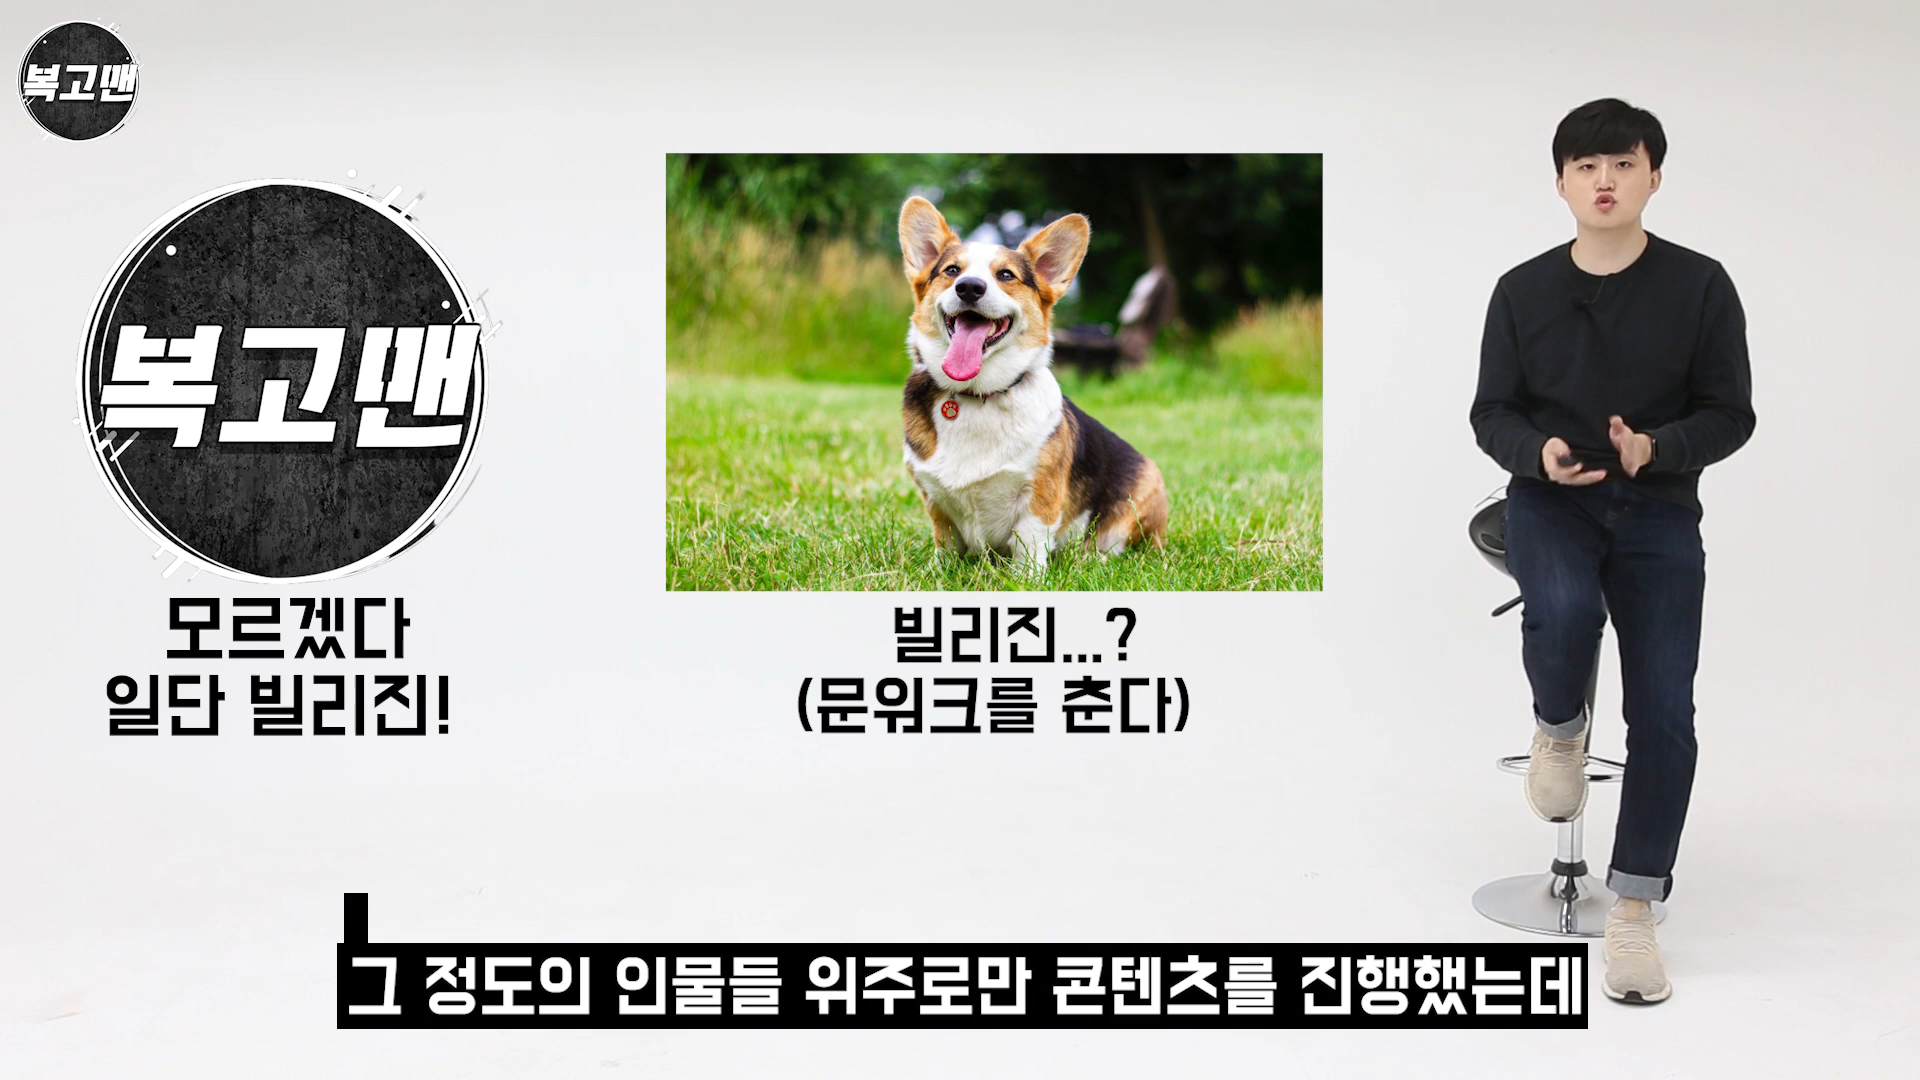 복고맨
복고맨
모르겠다
일단 빌리진!
빌리진...?
(문워크를 춘다)
그 정도의 인물들 위주로만 콘텐츠를 진행했는데